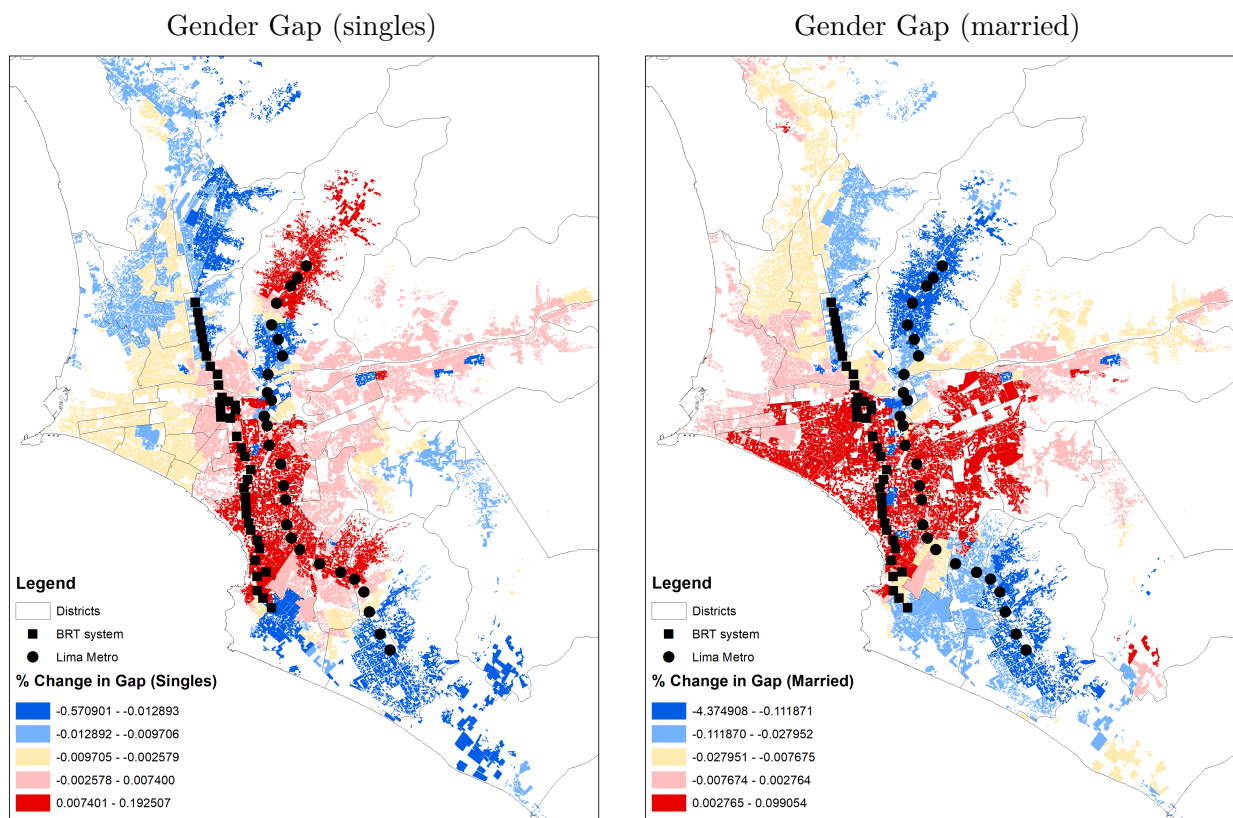 Gender Gap (singles)
Legend
Districts
BRT system
Lima Metro
% Change in Gap (Singles)
-0.570901 - -0.012893
-0.012892 - -0.009706
-0.009705 - -0.002579
-0.002578 - 0.007400
0.007401 - 0.192507
Gender Gap (married)
Legend
Districts
BRT system
Lima Metro
% Change in Gap (Married)
-4.374908 - -0.111871
-0.111870 - -0.027952
-0.027951 - -0.007675
-0.007674 - 0.002764
0.002765 - 0.099054